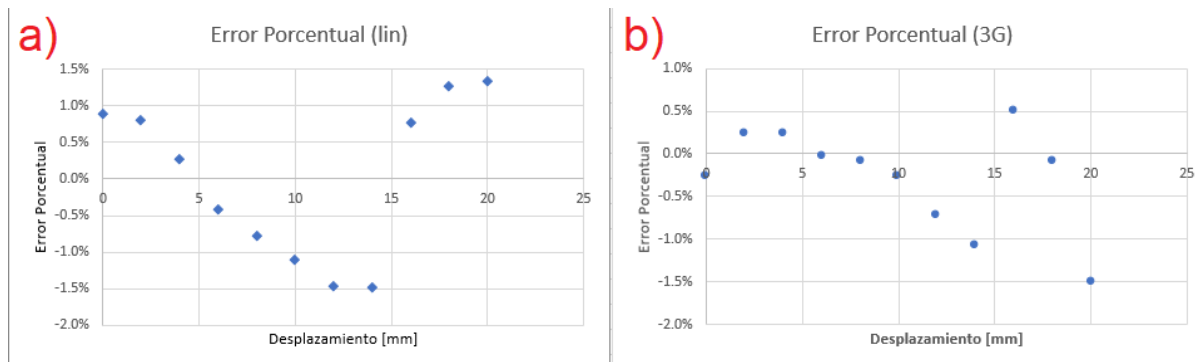 a)
Error Porcentual (lin)
1.5%
1.0%
0.5%
0.0%
-0.5%
-1.0%
-1.5%
-2.0%
0 5 10 15 20 25
Error Porcentual
Desplazamiento [mm]
b)
Error Porcentual (3G)
1.0%
0.5%
0.0%
-0.5%
-1.0%
-1.5%
-2.0%
0 5 10 15 20 25
Error Porcentual
Desplazamiento [mm]